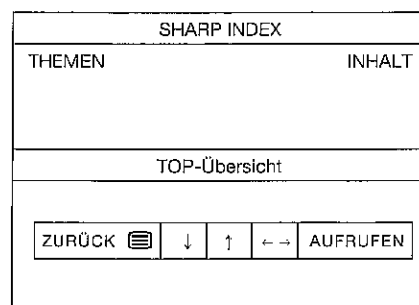 SHARP INDEX
THEMEN INHALT
TOP-Übersicht
ZURÜCK ↓ ↑ ←→ AUFRUFEN